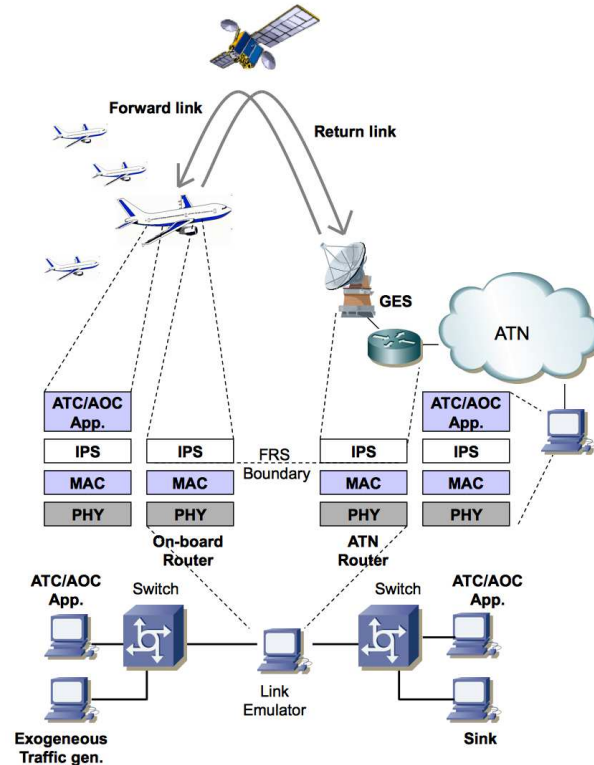 Forward link
Return link
GES
ATN
ATC/AOC
App.
ATC/AOC
App.
IPS
IPS
FRS
Boundary
IPS
IPS
MAC
MAC
MAC
MAC
PHY
PHY
PHY
PHY
On-board
Router
ATN
Router
ATC/AOC
App.
Switch
Switch
ATC/AOC
App.
Link
Emulator
Exogeneous
Traffic gen.
Sink